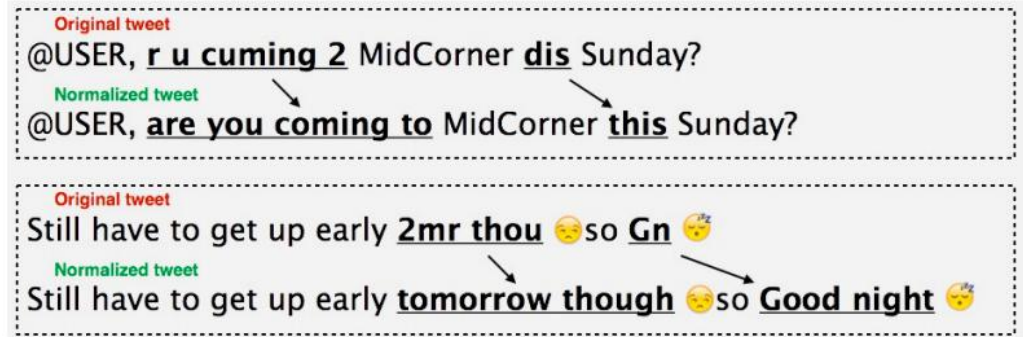 Original tweet
@USER, r u cuming 2 MidCorner dis Sunday?
Normalized tweet
@USER, are you coming to MidCorner this Sunday?
Original tweet
Still have to get up early 2mr thou 😒so Gn 😴
Normalized tweet
Still have to get up early tomorrow though 😒so Good night 😴